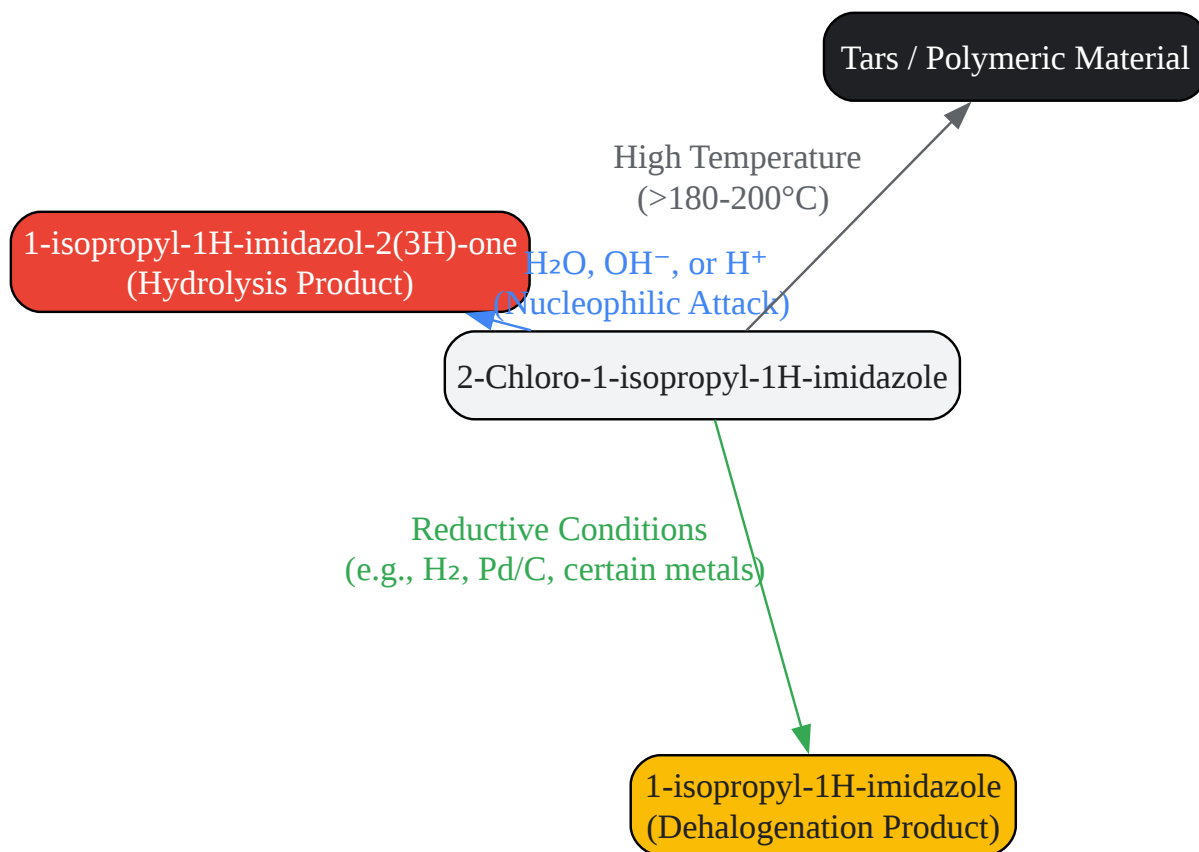 Tars / Polymeric Material
High Temperature
(>180-200°C)
1-isopropyl-1H-imidazol-2(3H)-one
(Hydrolysis Product)
H₂O, OH⁻, or H⁺
(Nucleophilic Attack)
2-Chloro-1-isopropyl-1H-imidazole
Reductive Conditions
(e.g., H₂, Pd/C, certain metals)
1-isopropyl-1H-imidazole
(Dehalogenation Product)